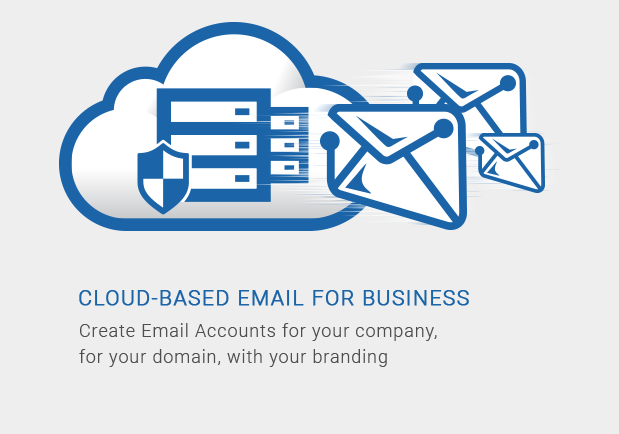 CLOUD-BASED EMAIL FOR BUSINESS
Create Email Accounts for your company,
for your domain, with your branding